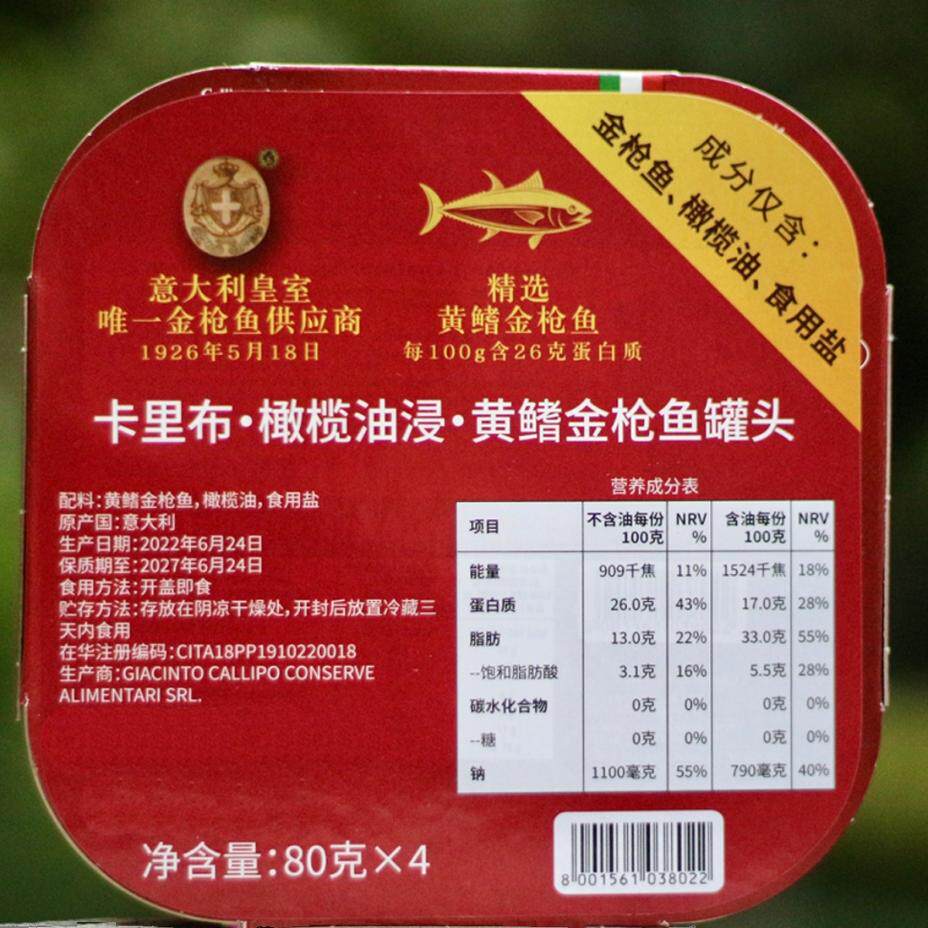 成分仅含：
金枪鱼、橄榄油、食用盐
意大利皇室
唯一金枪鱼供应商
1926年5月18日
精选
黄鳍金枪鱼
每100g含26克蛋白质
卡里布·橄榄油浸·黄鳍金枪鱼罐头
配料：黄鳍金枪鱼，橄榄油，食用盐
原产国：意大利
生产日期：2022年6月24日
保质期至：2027年6月24日
食用方法：开盖即食
贮存方法：存放在阴凉干燥处，开封后放置冷藏三
天内食用
在华注册编码：CITA18PP1910220018
生产商：GIACINTO CALLIPO CONSERVE
ALIMENTARI SRL.
营养成分表
项目 不含油每份100克 NRV% 含油每份100克 NRV%
能量 909千焦 11% 1524千焦 18%
蛋白质 26.0克 43% 17.0克 28%
脂肪 13.0克 22% 33.0克 55%
--饱和脂肪酸 3.1克 16% 5.5克 28%
碳水化合物 0克 0% 0克 0%
--糖 0克 0% 0克 0%
钠 1100毫克 55% 790毫克 40%
净含量：80克×4
8 001561 038022